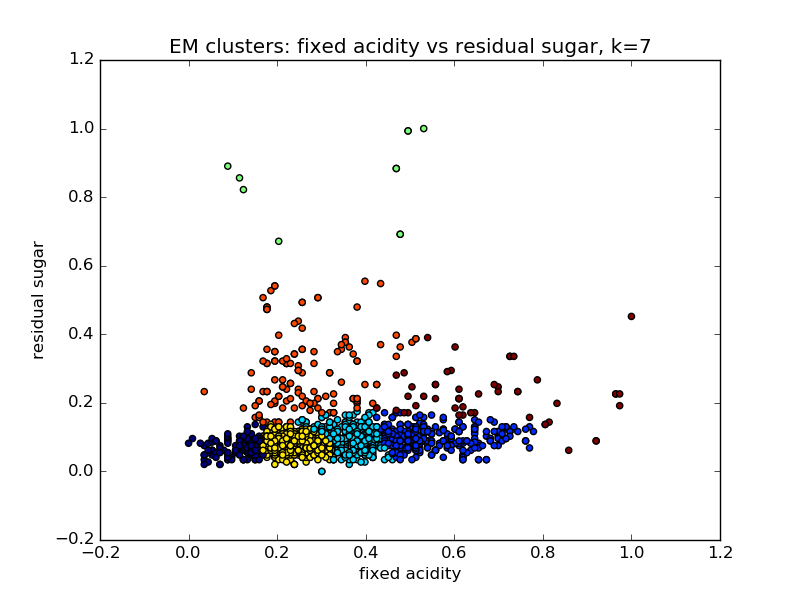 EM clusters: fixed acidity vs residual sugar, k=7
1.2
1.0
0.8
0.6
0.4
0.2
0.0
−0.2
residual sugar
−0.2 0.0 0.2 0.4 0.6 0.8 1.0 1.2
fixed acidity